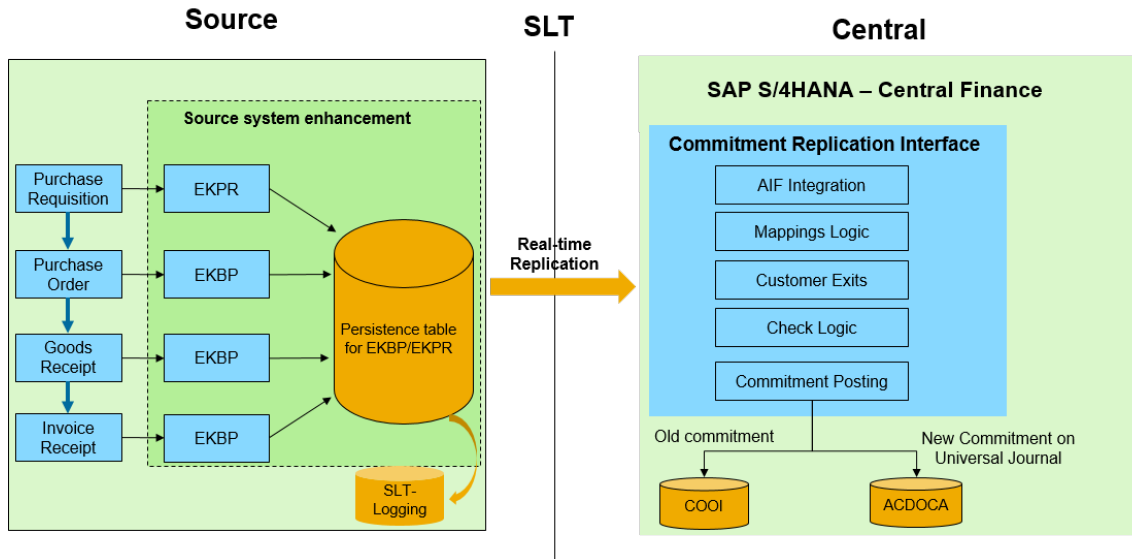 Source
SLT
Central
Source system enhancement
Purchase
Requisition
EKPR
Purchase
Order
EKBP
Goods
Receipt
EKBP
Invoice
Receipt
EKBP
Persistence table
for EKBP/EKPR
SLT-
Logging
Real-time
Replication
SAP S/4HANA – Central Finance
Commitment Replication Interface
AIF Integration
Mappings Logic
Customer Exits
Check Logic
Commitment Posting
Old commitment
New Commitment on
Universal Journal
COOI
ACDOCA